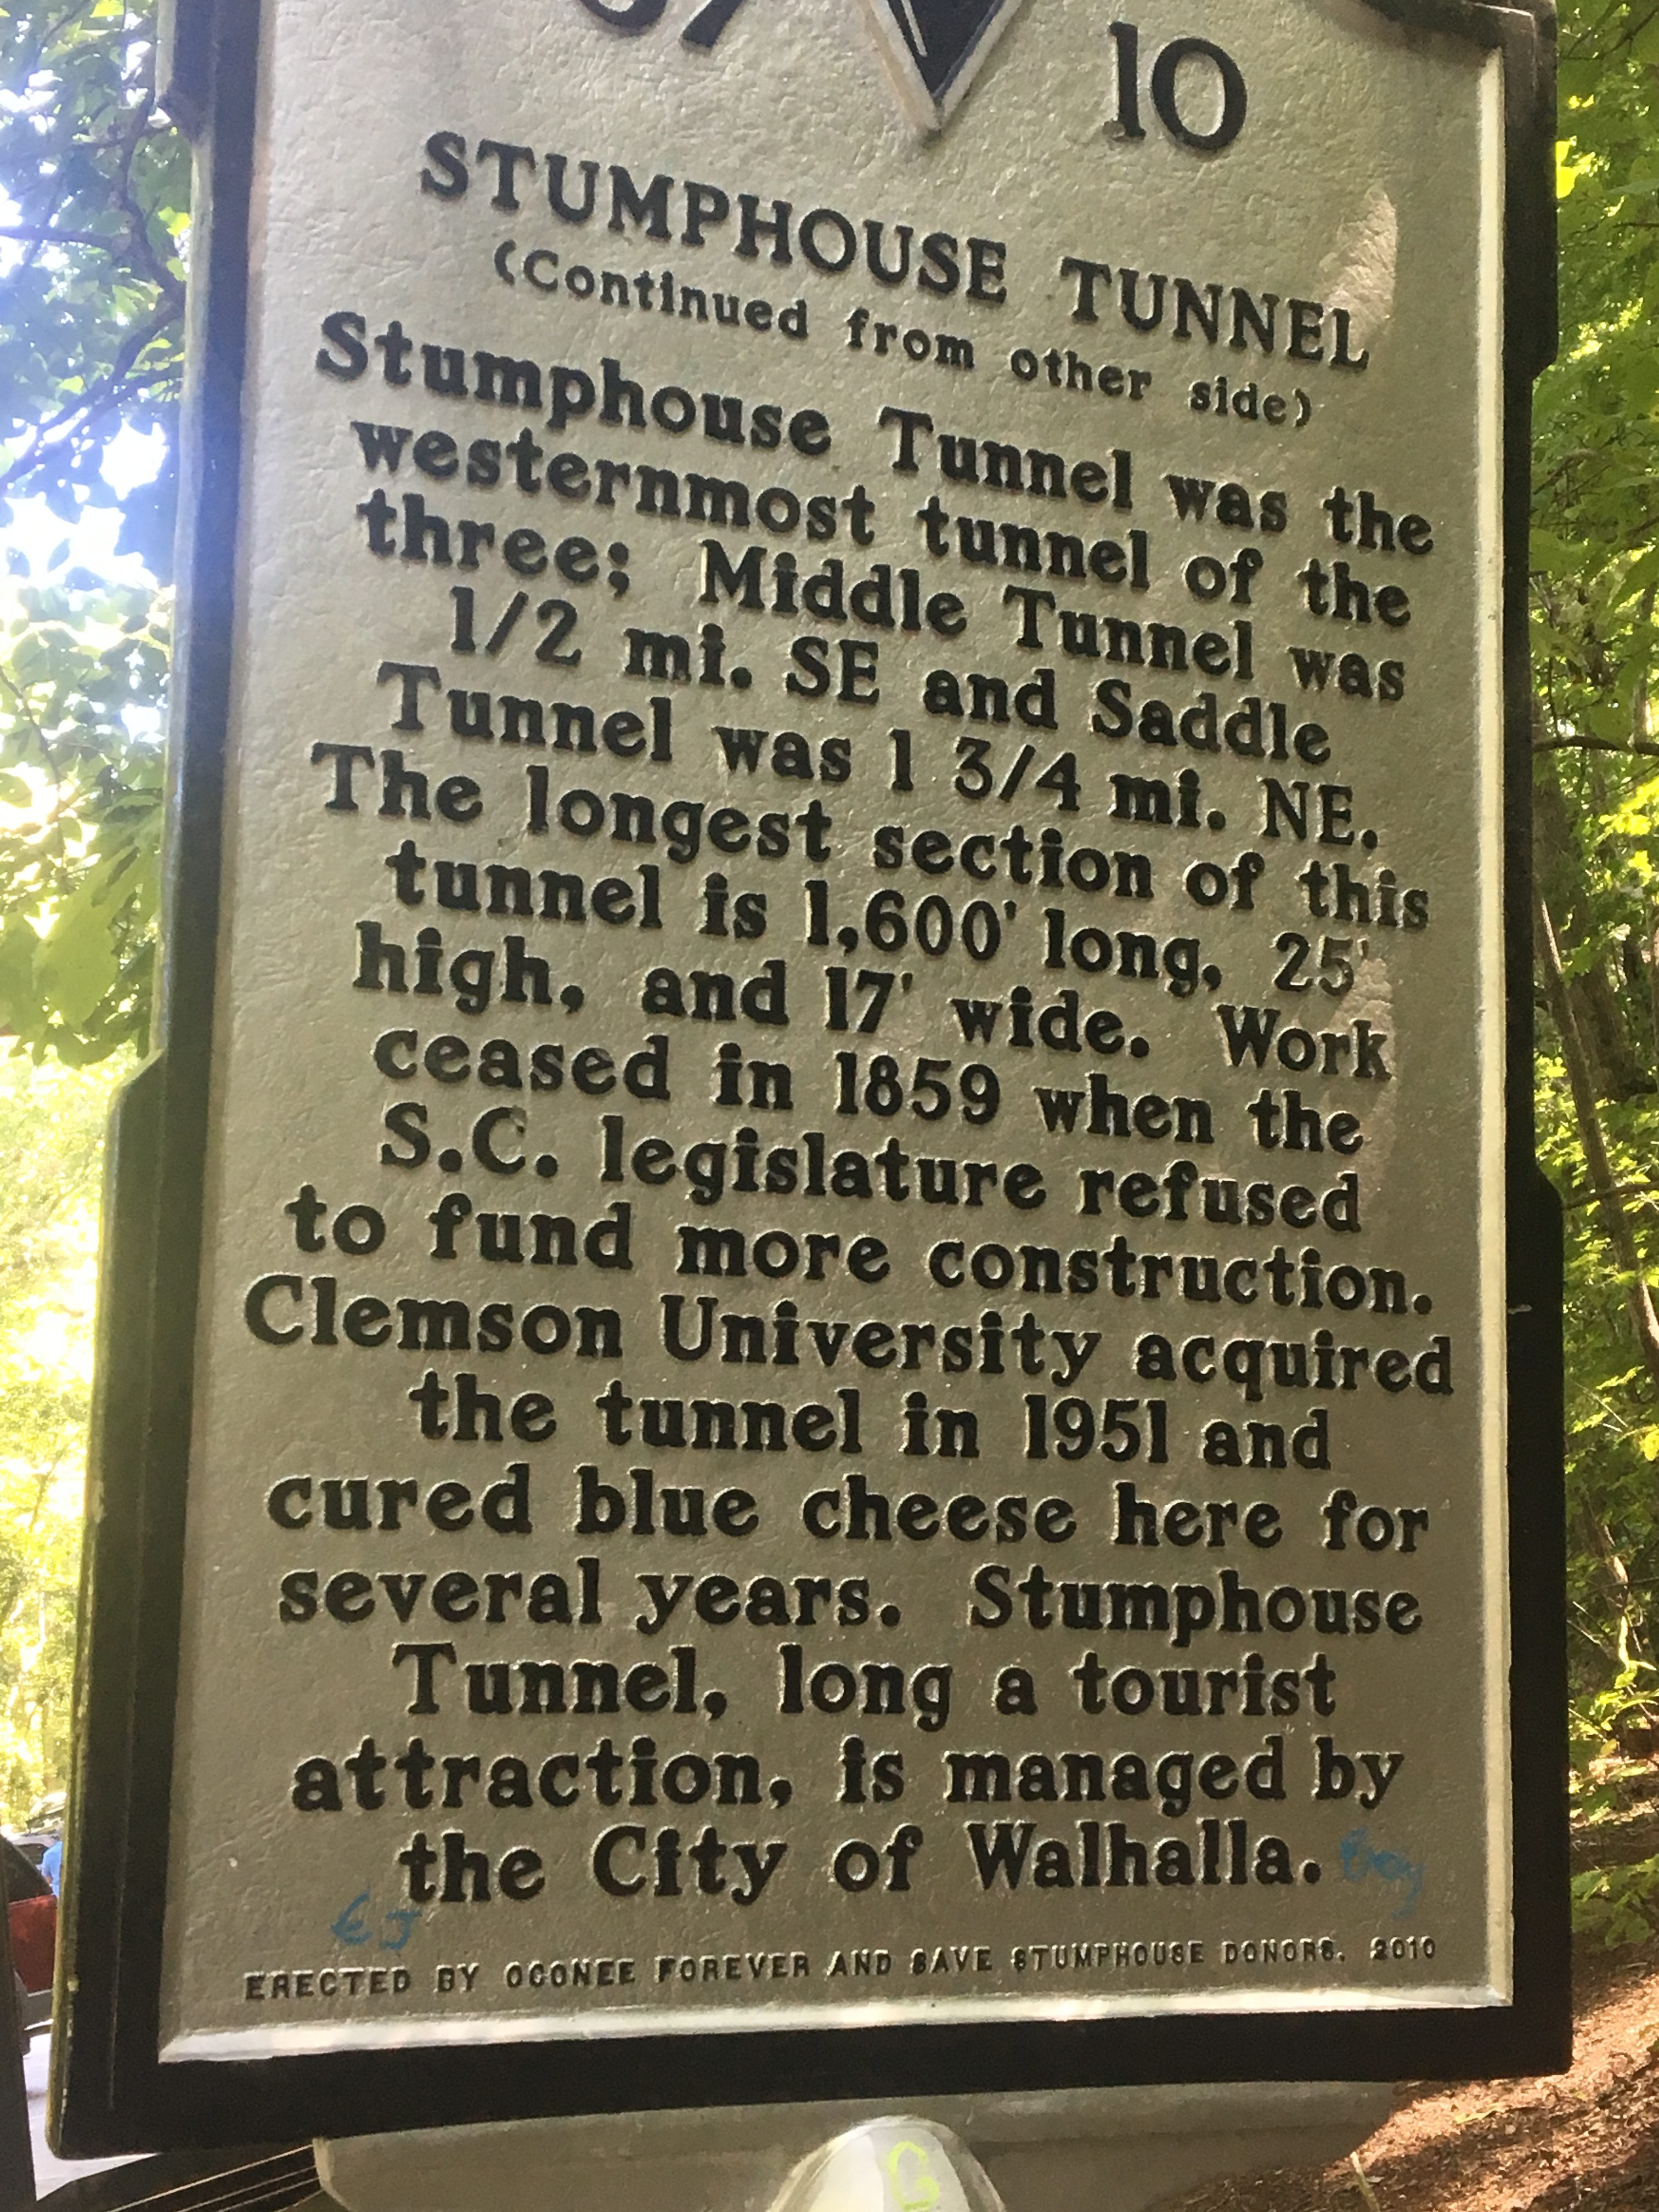 10
STUMPHOUSE TUNNEL
(Continued from other side)
Stumphouse Tunnel was the
westernmost tunnel of the
three; Middle Tunnel was
1/2 mi. SE and Saddle
Tunnel was 1 3/4 mi. NE.
The longest section of this
tunnel is 1,600' long, 25'
high, and 17' wide. Work
ceased in 1859 when the
S.C. legislature refused
to fund more construction.
Clemson University acquired
the tunnel in 1951 and
cured blue cheese here for
several years. Stumphouse
Tunnel, long a tourist
attraction, is managed by
the City of Walhalla.
EJ
ERECTED BY OCONEE FOREVER AND SAVE STUMPHOUSE DONORS, 2010
G